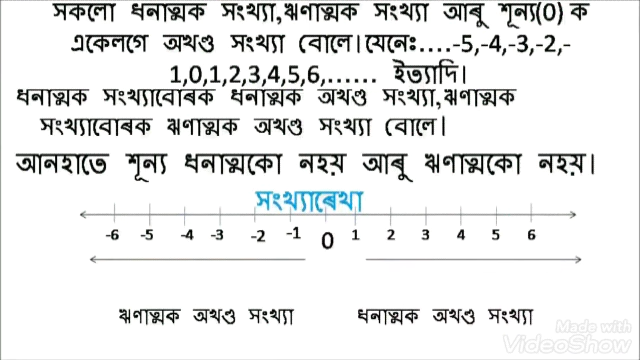 সকলো ধনাত্মক সংখ্যা,ঋণাত্মক সংখ্যা আৰু শূন্য(0) ক
একেলগে অখণ্ড সংখ্যা বোলে।যেনেঃ....-5,-4,-3,-2,-
1,0,1,2,3,4,5,6,...... ইত্যাদি।
ধনাত্মক সংখ্যাবোৰক ধনাত্মক অখণ্ড সংখ্যা,ঋণাত্মক
সংখ্যাবোৰক ঋণাত্মক অখণ্ড সংখ্যা বোলে।
আনহাতে শূন্য ধনাত্মকো নহয় আৰু ঋণাত্মকো নহয়।
সংখ্যাৰেখা
-6 -5 -4 -3 -2 -1 0 1 2 3 4 5 6
ঋণাত্মক অখণ্ড সংখ্যা ধনাত্মক অখণ্ড সংখ্যা
Made with
VideoShow